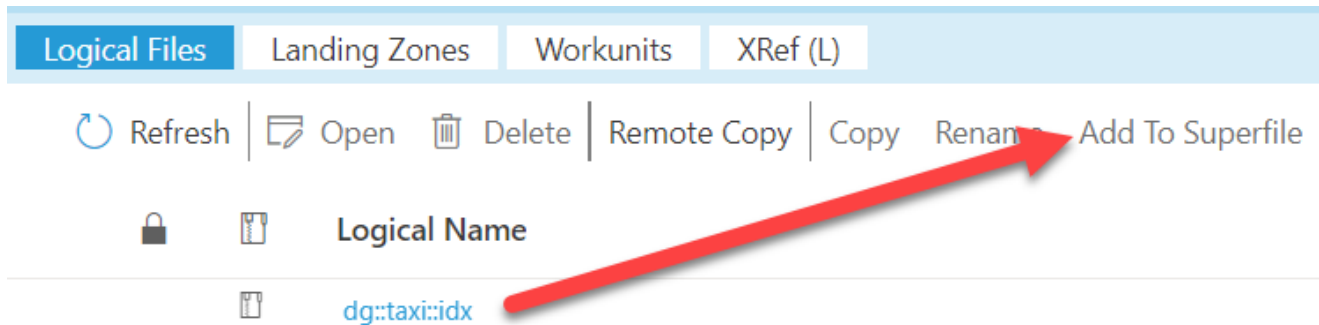 Logical Files Landing Zones Workunits XRef (L)
Refresh Open Delete Remote Copy Copy Rename Add To Superfile
Logical Name
dg::taxi::idx